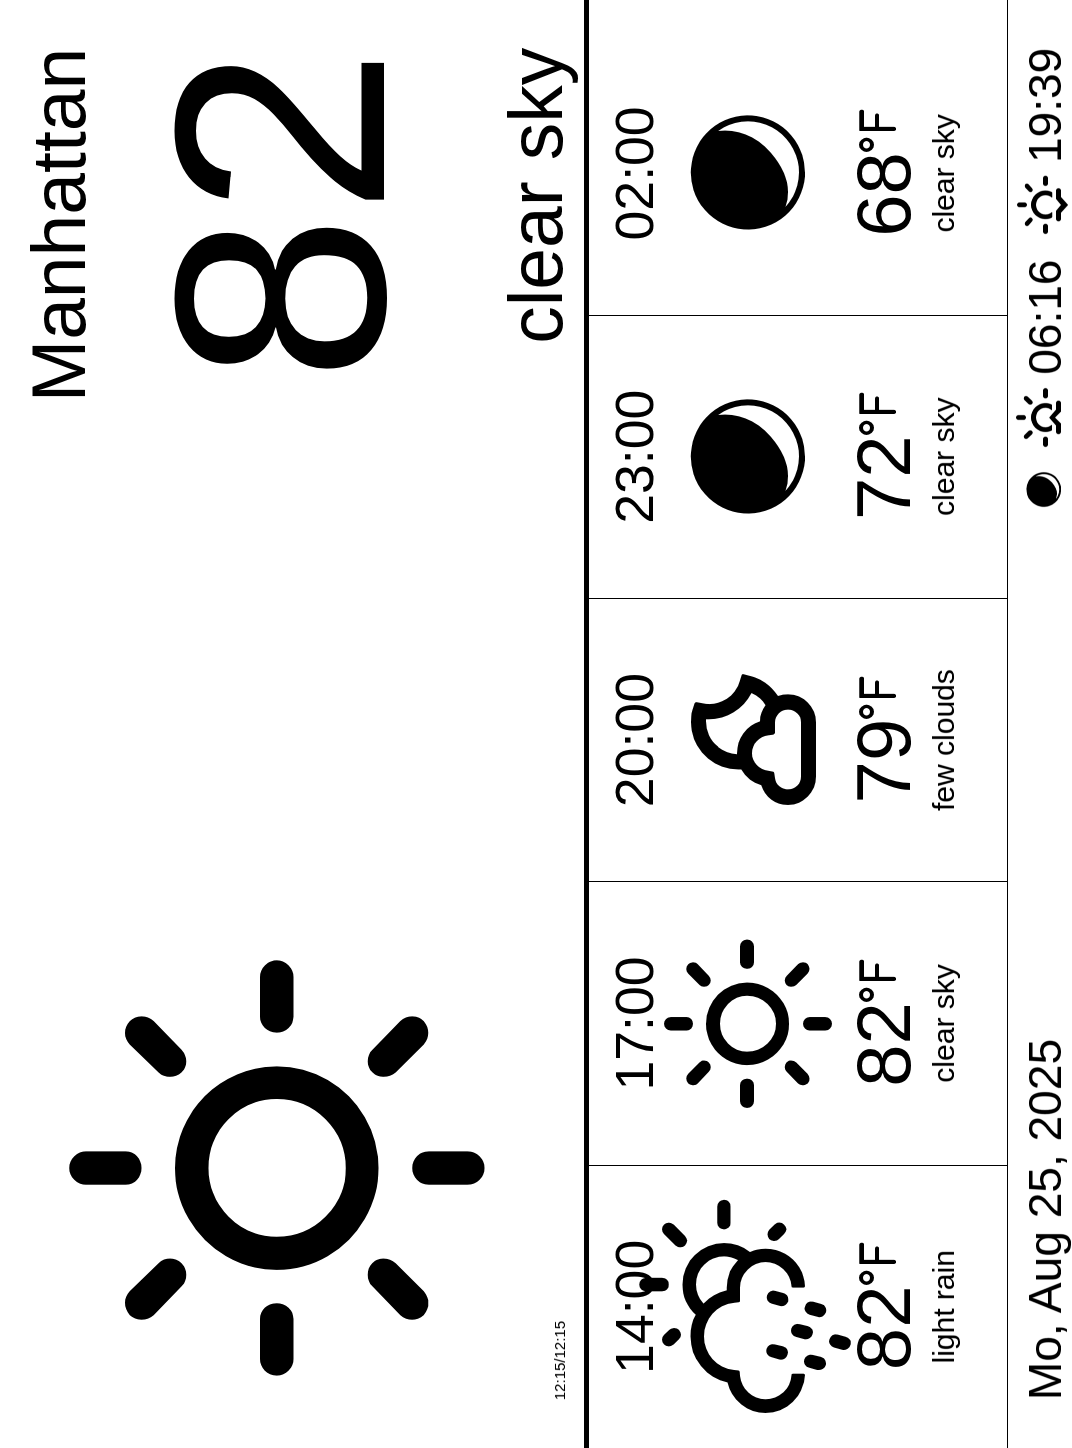 Manhattan
82
clear sky
12:15/12:15
14:00
82°F
light rain
17:00
82°F
clear sky
20:00
79°F
few clouds
23:00
72°F
clear sky
02:00
68°F
clear sky
Mo, Aug 25, 2025
06:16 19:39